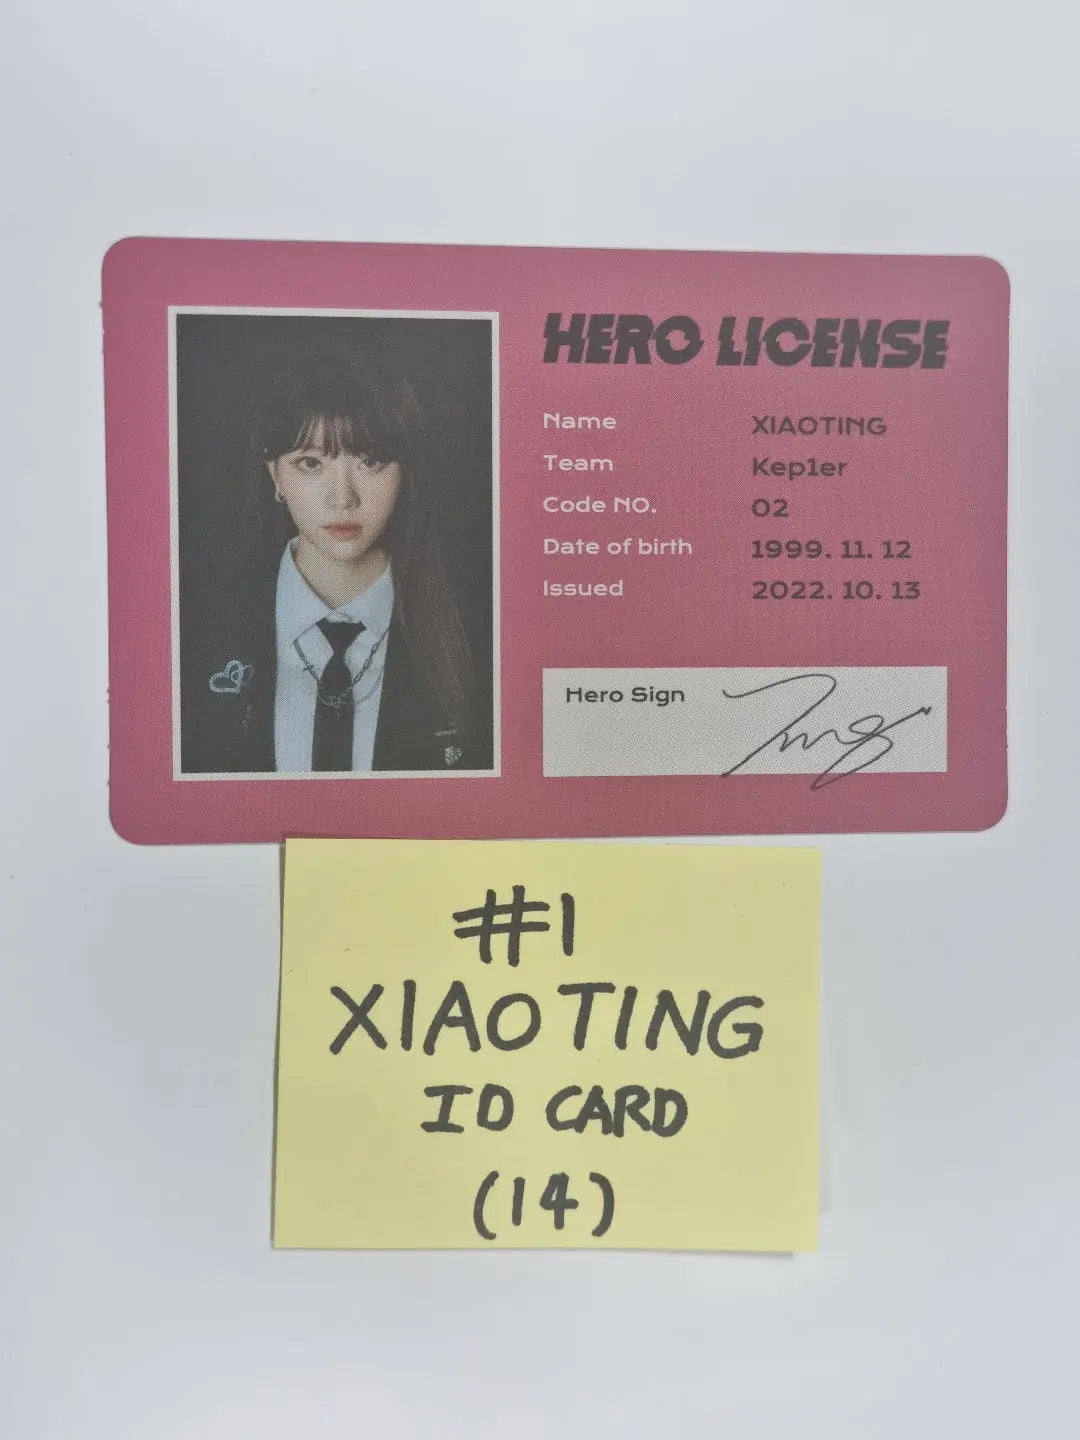 HERO LICENSE
Name XIAOTING
Team Kep1er
Code NO. 02
Date of birth 1999. 11. 12
Issued 2022. 10. 13
Hero Sign
#1
XIAOTING
ID CARD
(14)